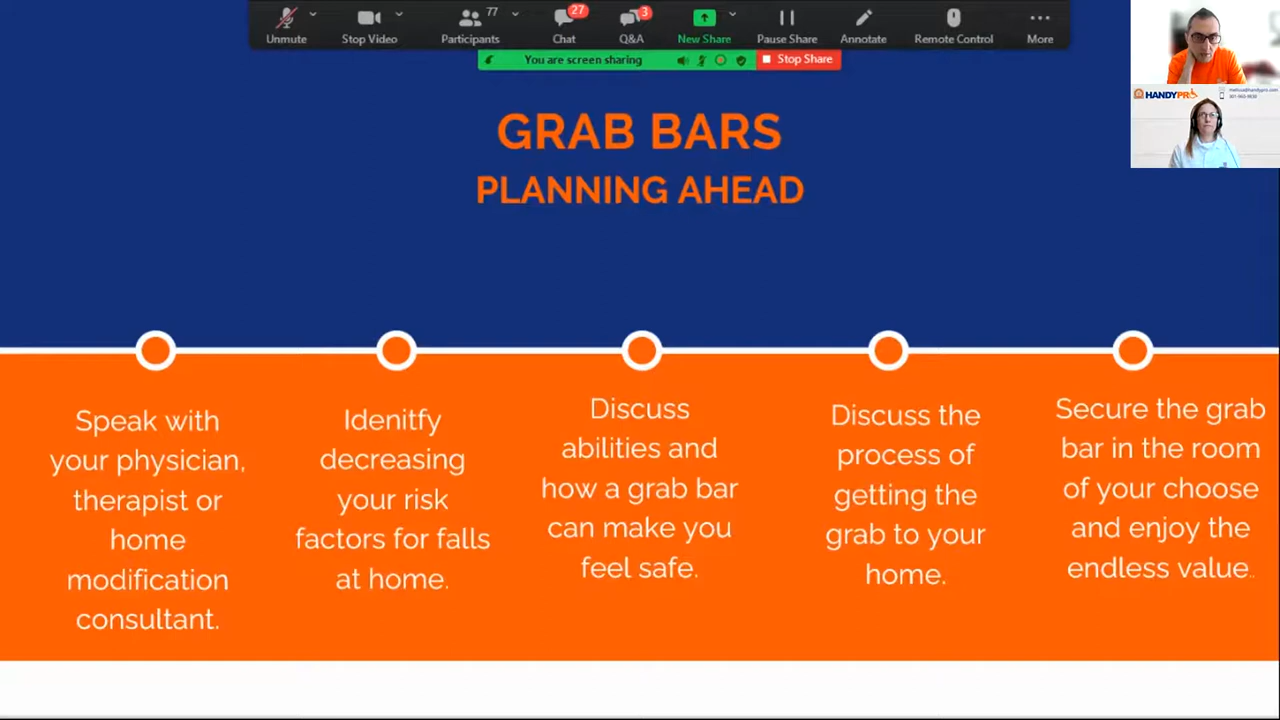 Unmute
Stop Video
Participants
77
Chat
27
Q&A
3
New Share
Pause Share
Annotate
Remote Control
More
You are screen sharing
Stop Share
HANDYPRO
GRAB BARS
PLANNING AHEAD
Speak with
your physician,
therapist or
home
modification
consultant.
Idenitfy
decreasing
your risk
factors for falls
at home.
Discuss
abilities and
how a grab bar
can make you
feel safe.
Discuss the
process of
getting the
grab to your
home.
Secure the grab
bar in the room
of your choose
and enjoy the
endless value..